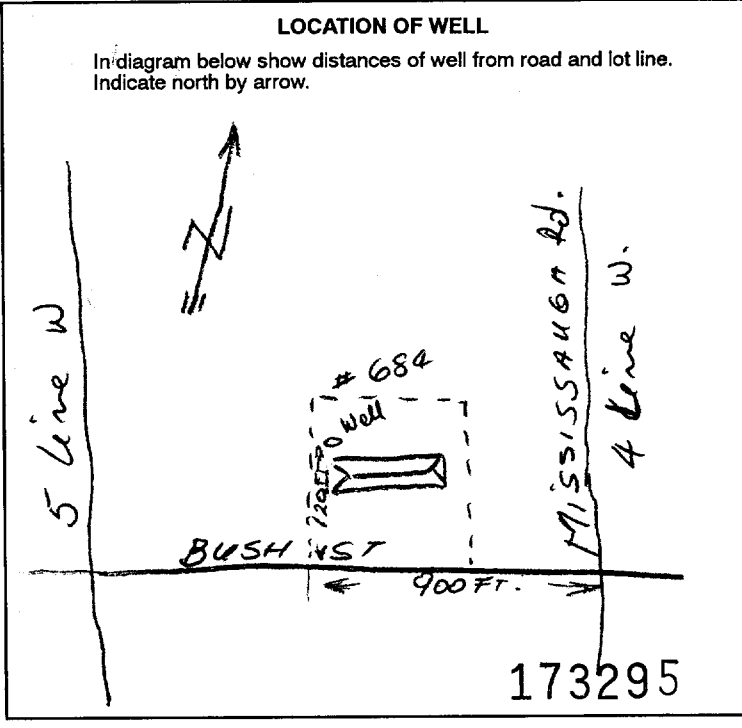 LOCATION OF WELL
In diagram below show distances of well from road and lot line.
Indicate north by arrow.
N
5 Line W
MISSISSAUGA Rd.
4 Line W.
# 684
O Well
120FT
BUSH ST
900 FT.
173295